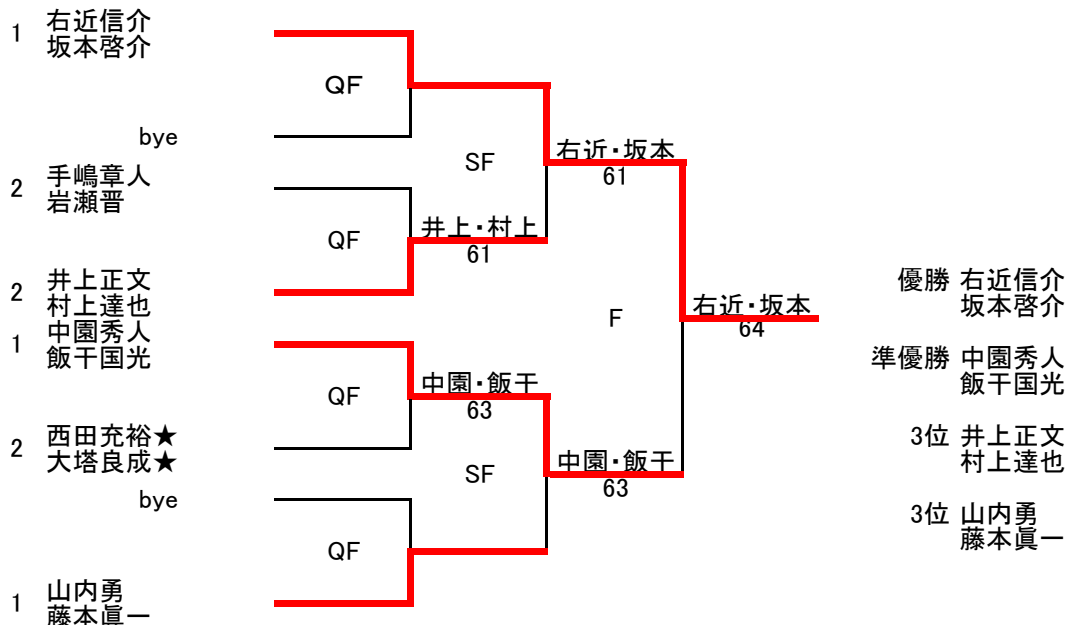 1 右近信介
坂本啓介
QF
bye
SF
右近・坂本
61
2 手嶋章人
岩瀬晋
QF
井上・村上
61
2 井上正文
村上達也
F
右近・坂本
64
1 中園秀人
飯干国光
QF
中園・飯干
63
2 西田充裕★
大塔良成★
SF
中園・飯干
63
bye
QF
1 山内勇
藤本眞一
優勝 右近信介
坂本啓介
準優勝 中園秀人
飯干国光
3位 井上正文
村上達也
3位 山内勇
藤本眞一